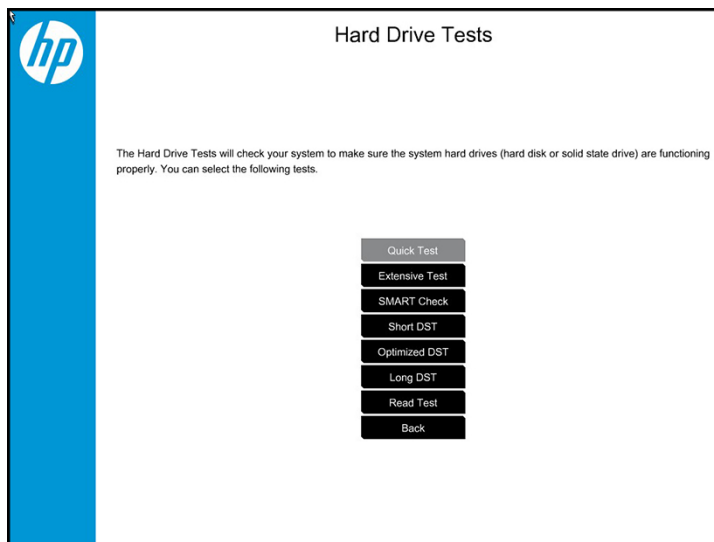 hp
Hard Drive Tests
The Hard Drive Tests will check your system to make sure the system hard drives (hard disk or solid state drive) are functioning
properly. You can select the following tests.
Quick Test
Extensive Test
SMART Check
Short DST
Optimized DST
Long DST
Read Test
Back